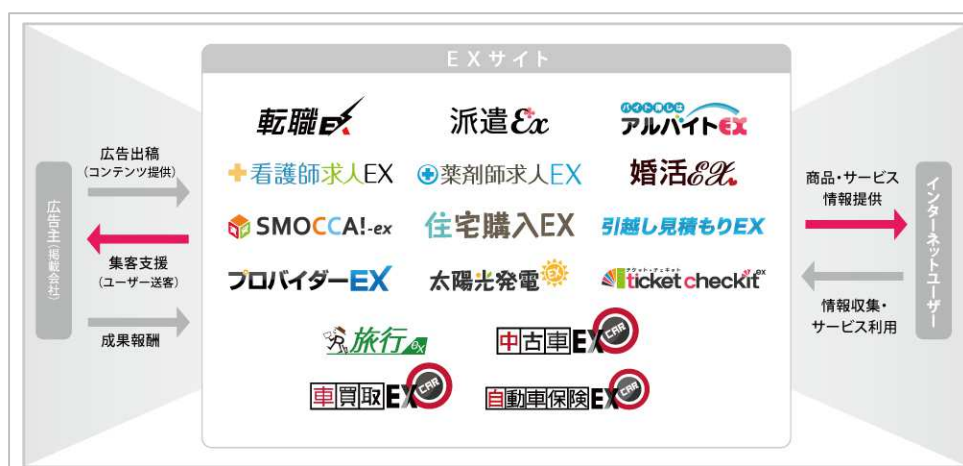 EXサイト
転職EX
派遣Ex
バイト探しは
アルバイトEX
看護師求人EX
薬剤師求人EX
婚活EX
SMOCCA!-ex
住宅購入EX
引越し見積もりEX
プロバイダーEX
太陽光発電EX
チケット・チェキット
ticket checkit ex
旅行ex
中古車EX CAR
車買取EX CAR
自動車保険EX CAR
広告主(掲載会社)
広告出稿
(コンテンツ提供)
集客支援
(ユーザー送客)
成果報酬
商品・サービス
情報提供
情報収集・
サービス利用
インターネットユーザー